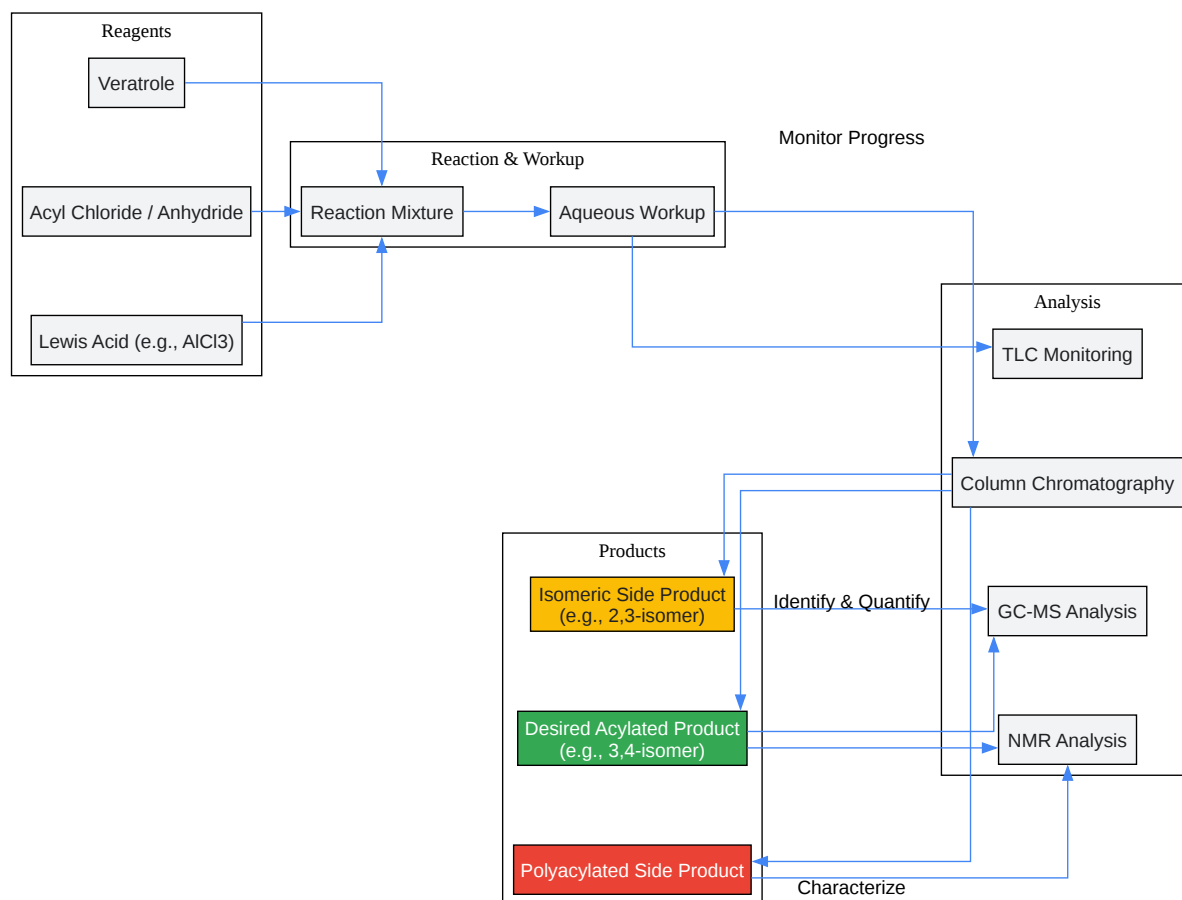 Reagents
Veratrole
Monitor Progress
Reaction & Workup
Acyl Chloride / Anhydride
Reaction Mixture
Aqueous Workup
Analysis
Lewis Acid (e.g., AlCl3)
TLC Monitoring
Column Chromatography
Products
Isomeric Side Product
(e.g., 2,3-isomer)
Identify & Quantify
GC-MS Analysis
Desired Acylated Product
(e.g., 3,4-isomer)
NMR Analysis
Polyacylated Side Product
Characterize